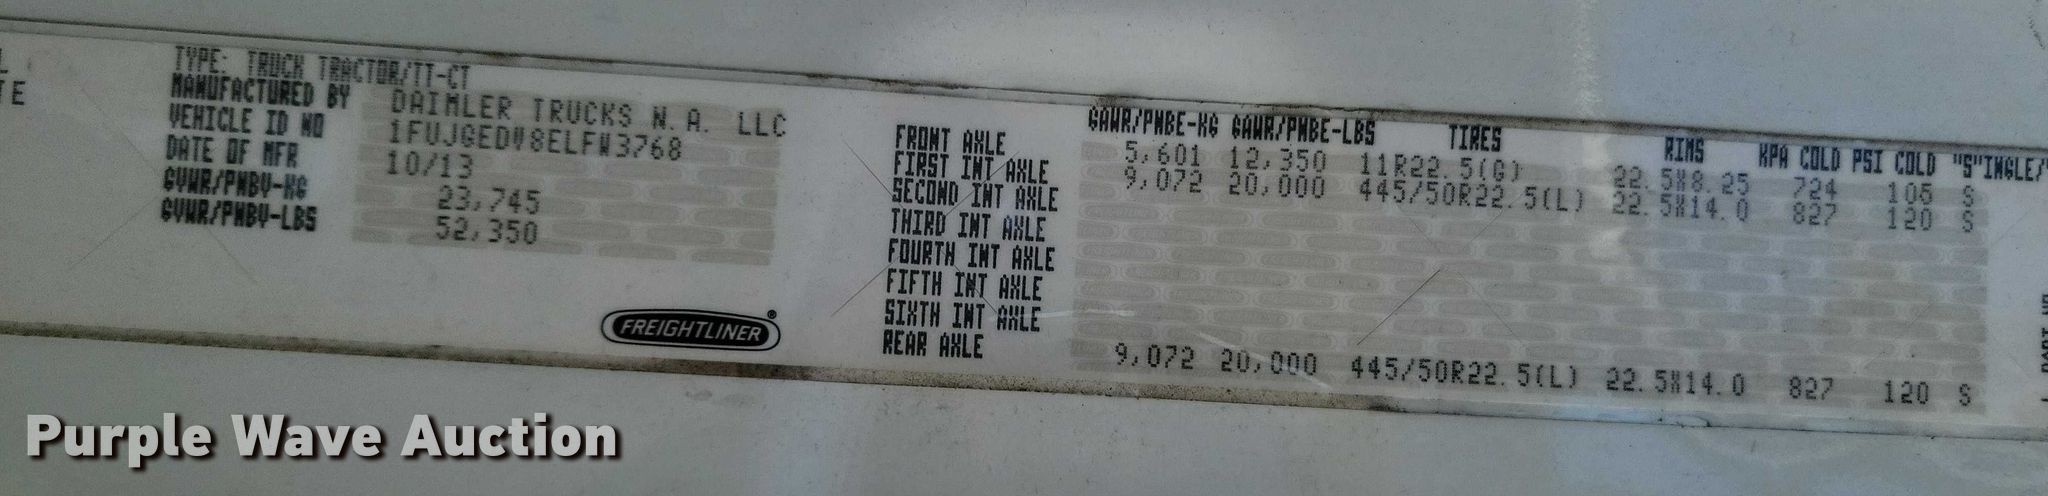 L
TE
TYPE: TRUCK TRACTOR/TT-CT
MANUFACTURED BY DAIMLER TRUCKS N.A. LLC
VEHICLE ID NO 1FUJGEDV8ELFW3768
DATE OF MFR 10/13
GVWR/PNBV-KG 23,745
GVWR/PNBV-LBS 52,350
FREIGHTLINER®
GAWR/PNBE-KG GAWR/PNBE-LBS TIRES RIMS KPA COLD PSI COLD "S"INGLE/
FRONT AXLE 5,601 12,350 11R22.5(G) 22.5X8.25 724 105 S
FIRST INT AXLE 9,072 20,000 445/50R22.5(L) 22.5X14.0 827 120 S
SECOND INT AXLE
THIRD INT AXLE
FOURTH INT AXLE
FIFTH INT AXLE
SIXTH INT AXLE
REAR AXLE 9,072 20,000 445/50R22.5(L) 22.5X14.0 827 120 S
Purple Wave Auction